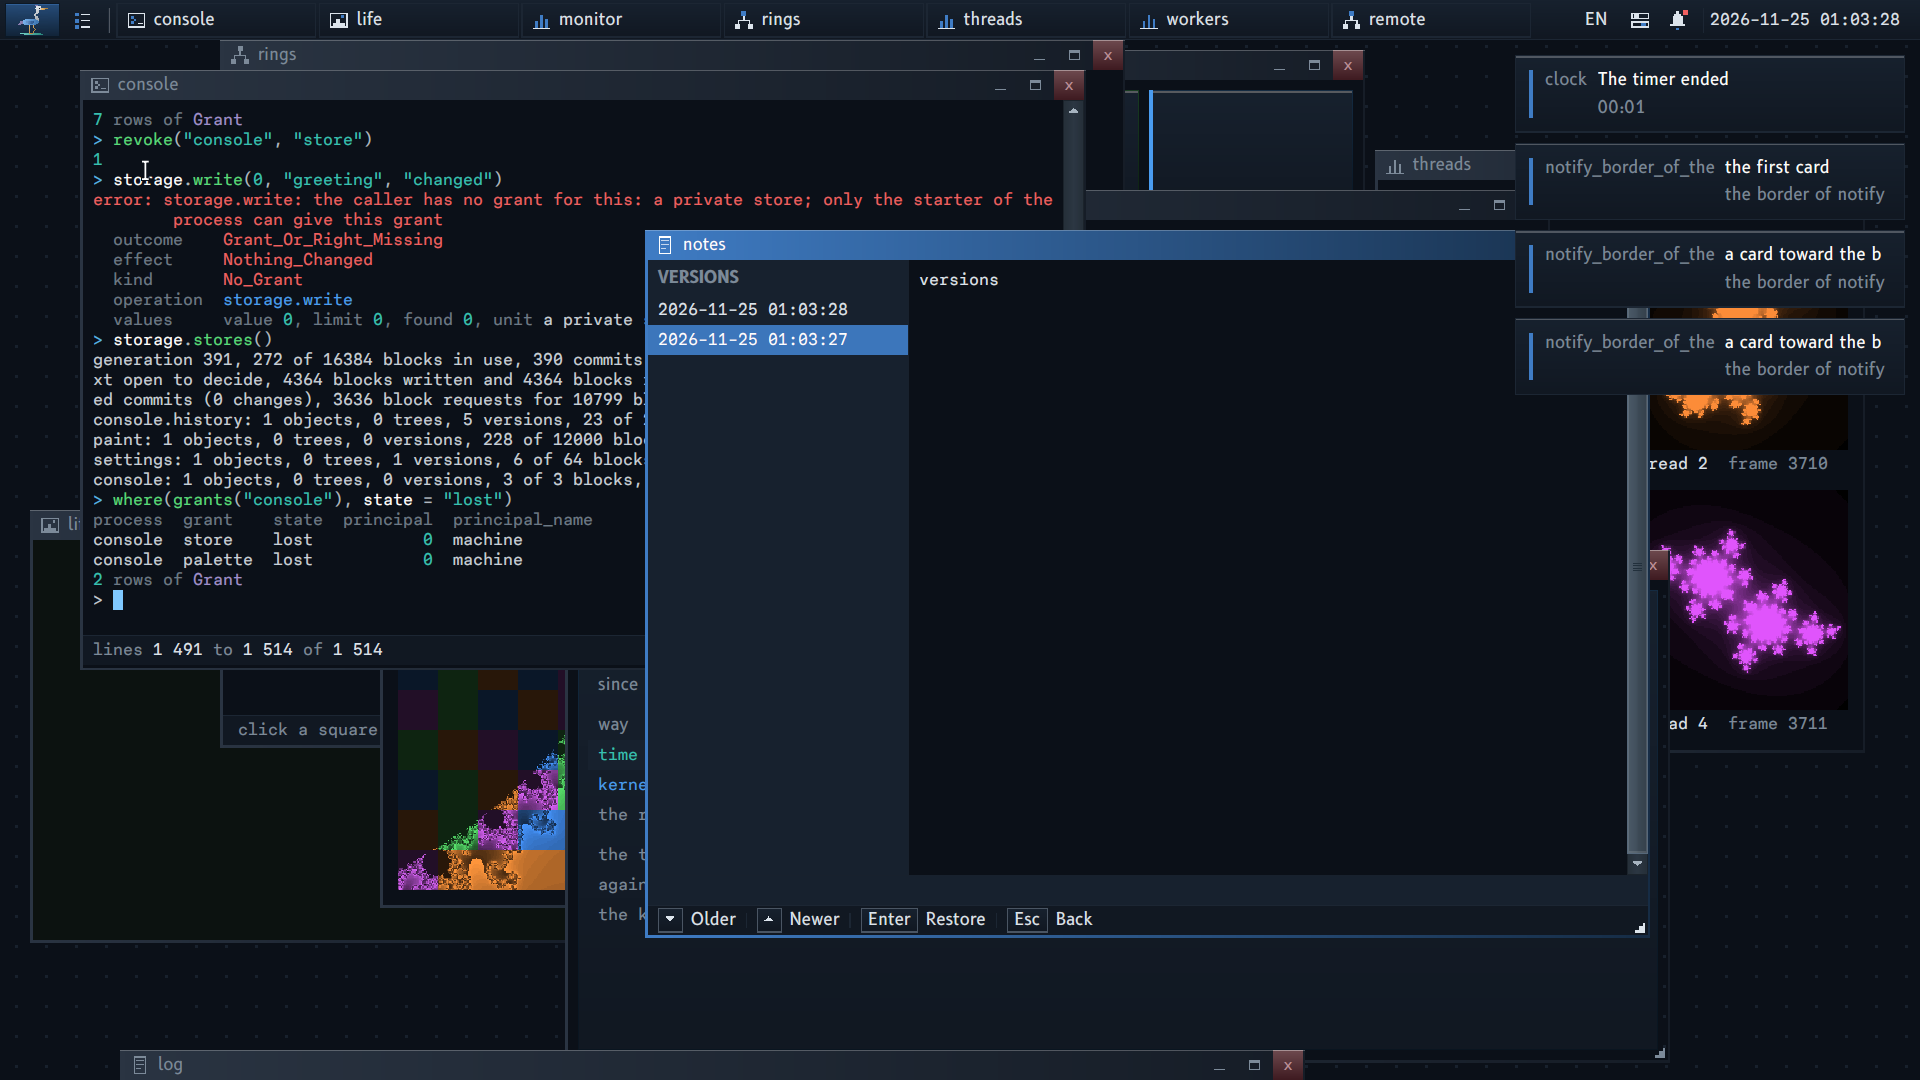 console
life
monitor
rings
threads
workers
remote
EN
2026-11-25 01:03:28
rings
console
7 rows of Grant
> revoke("console", "store")
1
> storage.write(0, "greeting", "changed")
error: storage.write: the caller has no grant for this: a private store; only the starter of the
process can give this grant
outcome Grant_Or_Right_Missing
effect Nothing_Changed
kind No_Grant
operation storage.write
values value 0, limit 0, found 0, unit a private
> storage.stores()
generation 391, 272 of 16384 blocks in use, 390 commits
xt open to decide, 4364 blocks written and 4364 blocks
ed commits (0 changes), 3636 block requests for 10799
console.history: 1 objects, 0 trees, 5 versions, 23 of
paint: 1 objects, 0 trees, 0 versions, 228 of 12000
settings: 1 objects, 0 trees, 1 versions, 6 of 64 blocks
console: 1 objects, 0 trees, 0 versions, 3 of 3 blocks,
> where(grants("console"), state = "lost")
process grant state principal principal_name
console store lost 0 machine
console palette lost 0 machine
2 rows of Grant
>
lines 1 491 to 1 514 of 1 514
threads
clock The timer ended
00:01
notify_border_of_the the first card
the border of notify
notify_border_of_the a card toward the b
the border of notify
notify_border_of_the a card toward the b
the border of notify
notes
VERSIONS
2026-11-25 01:03:28
2026-11-25 01:03:27
versions
Older
Newer
Enter Restore
Esc Back
read 2 frame 3710
ad 4 frame 3711
li
click a square
since
way
time
kerne
the
the
again
the
log